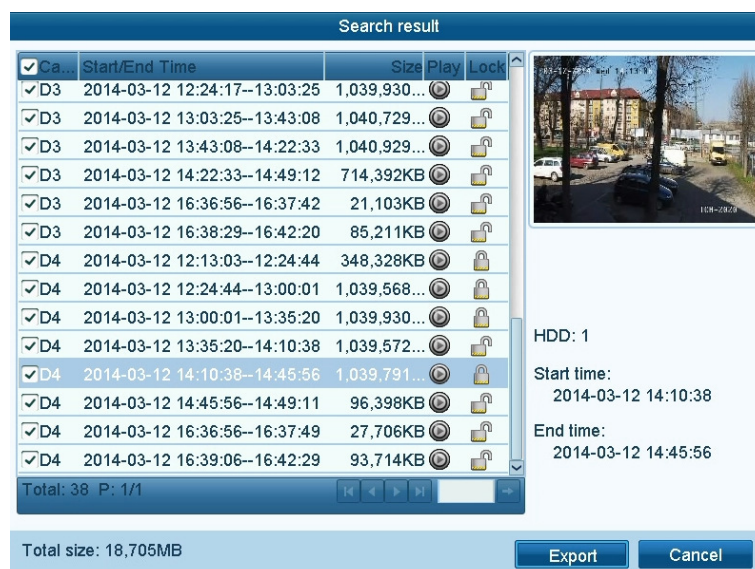 Search result
Ca... Start/End Time Size Play Lock
D3 2014-03-12 12:24:17--13:03:25 1,039,930...
D3 2014-03-12 13:03:25--13:43:08 1,040,729...
D3 2014-03-12 13:43:08--14:22:33 1,040,929...
D3 2014-03-12 14:22:33--14:49:12 714,392KB
D3 2014-03-12 16:36:56--16:37:42 21,103KB
D3 2014-03-12 16:38:29--16:42:20 85,211KB
D4 2014-03-12 12:13:03--12:24:44 348,328KB
D4 2014-03-12 12:24:44--13:00:01 1,039,568...
D4 2014-03-12 13:00:01--13:35:20 1,039,930...
D4 2014-03-12 13:35:20--14:10:38 1,039,572...
D4 2014-03-12 14:10:38--14:45:56 1,039,791...
D4 2014-03-12 14:45:56--14:49:11 96,398KB
D4 2014-03-12 16:36:56--16:37:49 27,706KB
D4 2014-03-12 16:39:06--16:42:29 93,714KB
Total: 38 P: 1/1
HDD: 1
Start time:
2014-03-12 14:10:38
End time:
2014-03-12 14:45:56
Total size: 18,705MB
Export
Cancel